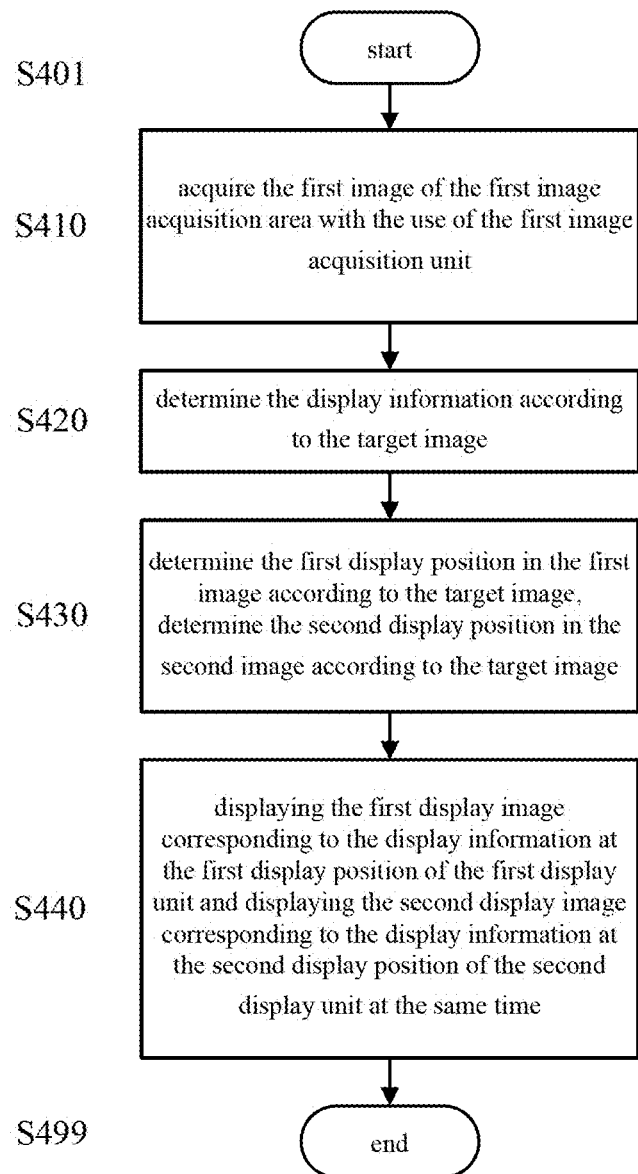 start
S401
acquire the first image of the first image
S410
acquisition area with the use of the first image
acquisition unit
determine the display information according
S420
to the target image
determine the first display position in the first
image according to the target image,
S430
determine the second display position in the
second image according to the target image
displaying the first display image
corresponding to the display information at
the first display position of the first display
unit and displaying the second display image
S440
corresponding to the display information at
the second display position of the second
display unit at the same time
S499
end